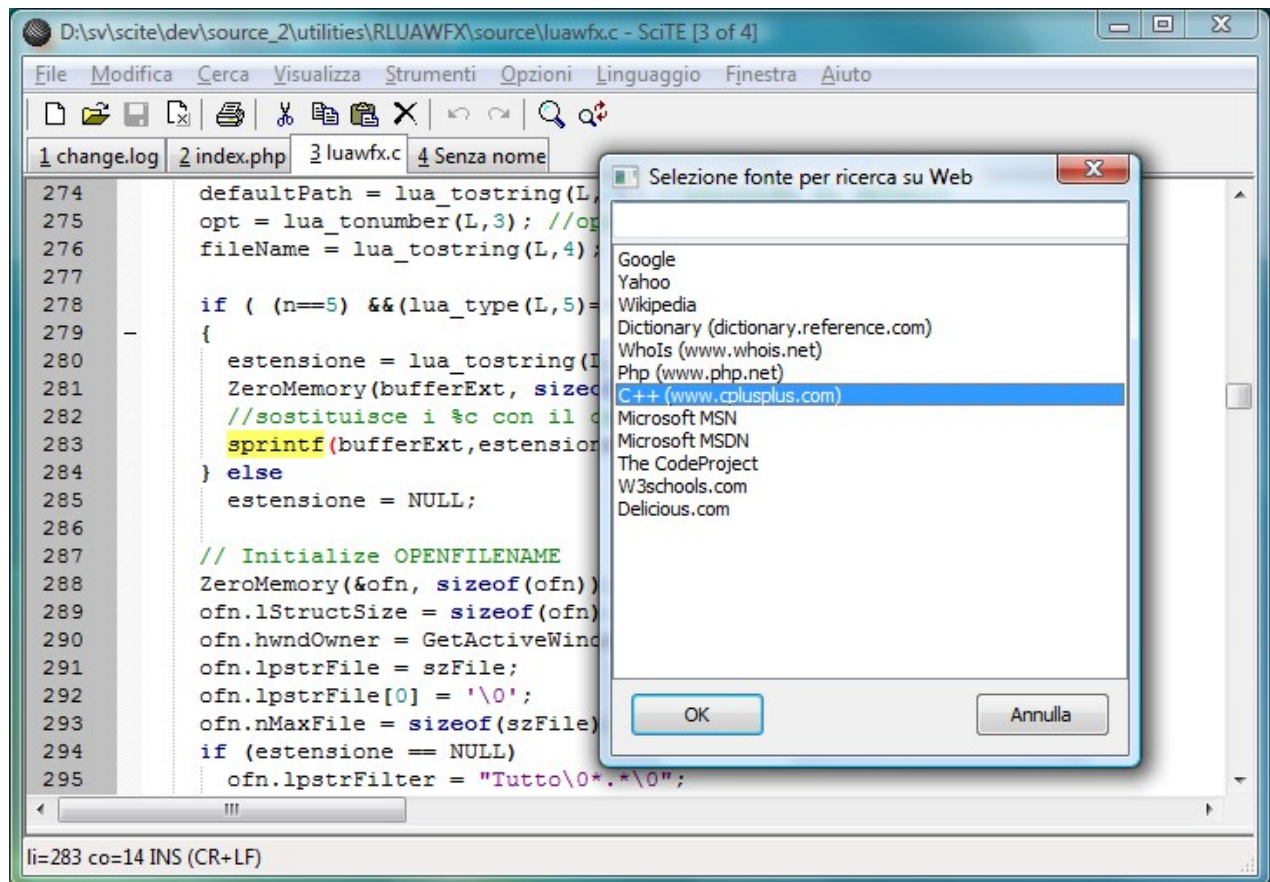 D:\sv\scite\dev\source_2\utilities\RLUAWFX\source\luawfx.c - SciTE [3 of 4]
File Modifica Cerca Visualizza Strumenti Opzioni Linguaggio Finestra Aiuto
1 change.log 2 index.php 3 luawfx.c 4 Senza nome
274 defaultPath = lua_tostring(L,
275 opt = lua_tonumber(L,3); //op
276 fileName = lua_tostring(L,4);
277
278 if ( (n==5) &&(lua_type(L,5)=
279 {
280 estensione = lua_tostring(L
281 ZeroMemory(bufferExt, sizeo
282 //sostituisce i %c con il c
283 sprintf(bufferExt,estension
284 } else
285 estensione = NULL;
286
287 // Initialize OPENFILENAME
288 ZeroMemory(&ofn, sizeof(ofn))
289 ofn.lStructSize = sizeof(ofn)
290 ofn.hwndOwner = GetActiveWind
291 ofn.lpstrFile = szFile;
292 ofn.lpstrFile[0] = '\0';
293 ofn.nMaxFile = sizeof(szFile)
294 if (estensione == NULL)
295 ofn.lpstrFilter = "Tutto\0*.*\0";
Selezione fonte per ricerca su Web
Google
Yahoo
Wikipedia
Dictionary (dictionary.reference.com)
WhoIs (www.whois.net)
Php (www.php.net)
C++ (www.cplusplus.com)
Microsoft MSN
Microsoft MSDN
The CodeProject
W3schools.com
Delicious.com
OK Annulla
li=283 co=14 INS (CR+LF)